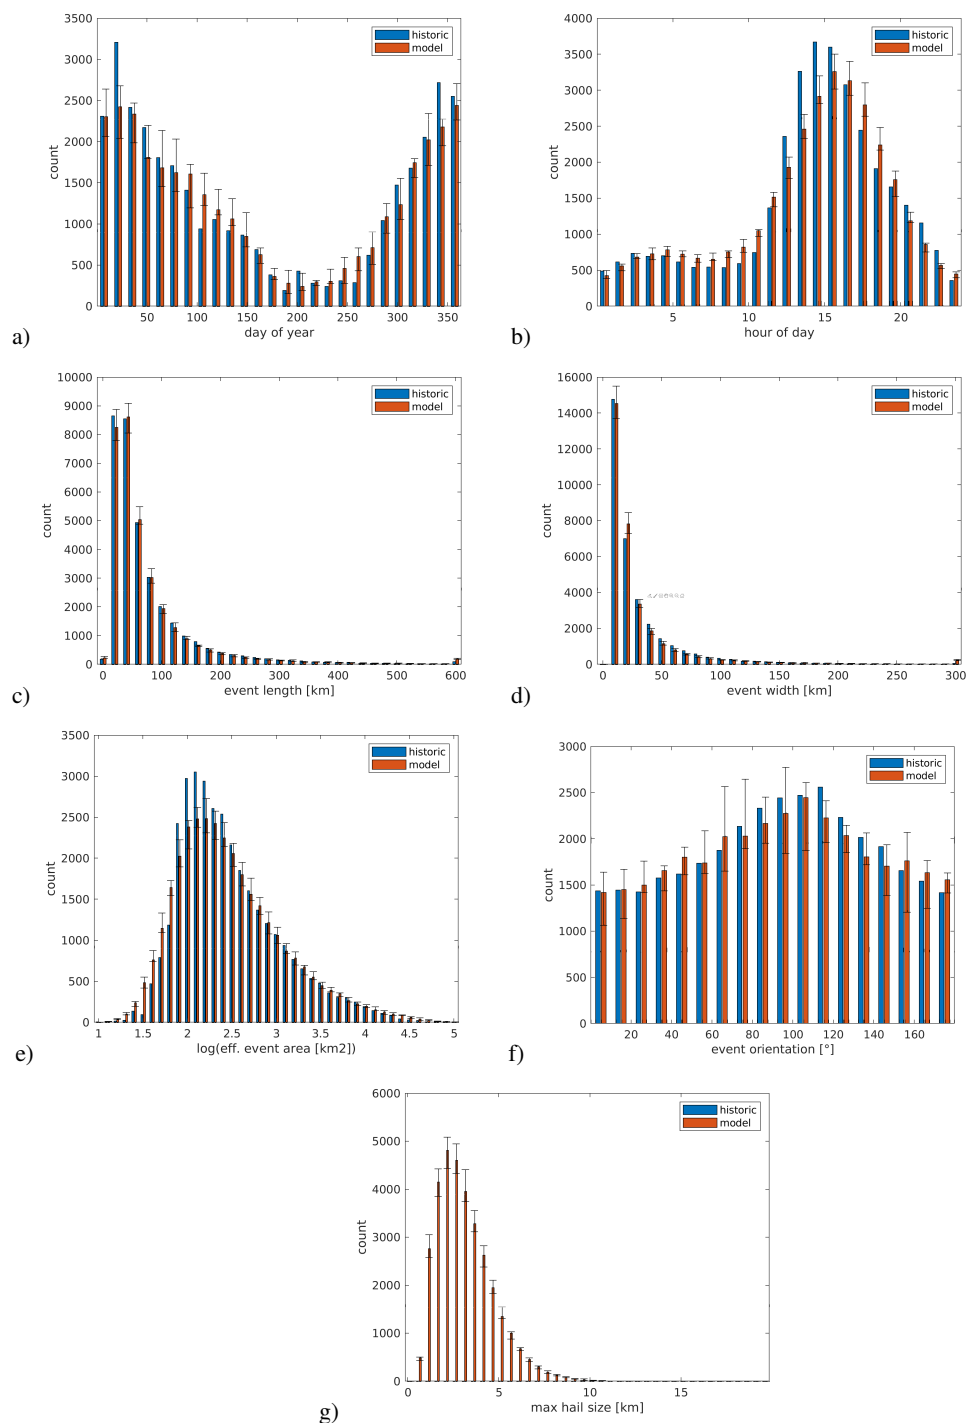 3500
3000
2500
2000
1500
1000
500
0
count
historic
model
50 100 150 200 250 300 350
day of year
a)
4000
3500
3000
2500
2000
1500
1000
500
0
count
historic
model
5 10 15 20
hour of day
b)
10000
9000
8000
7000
6000
5000
4000
3000
2000
1000
0
count
historic
model
0 100 200 300 400 500 600
event length [km]
c)
16000
14000
12000
10000
8000
6000
4000
2000
0
count
historic
model
0 50 100 150 200 250 300
event width [km]
d)
3500
3000
2500
2000
1500
1000
500
0
count
historic
model
1 1.5 2 2.5 3 3.5 4 4.5 5
log(eff. event area [km2])
e)
3000
2500
2000
1500
1000
500
0
count
historic
model
20 40 60 80 100 120 140 160
event orientation [°]
f)
6000
5000
4000
3000
2000
1000
0
count
historic
model
0 5 10 15
max hail size [km]
g)